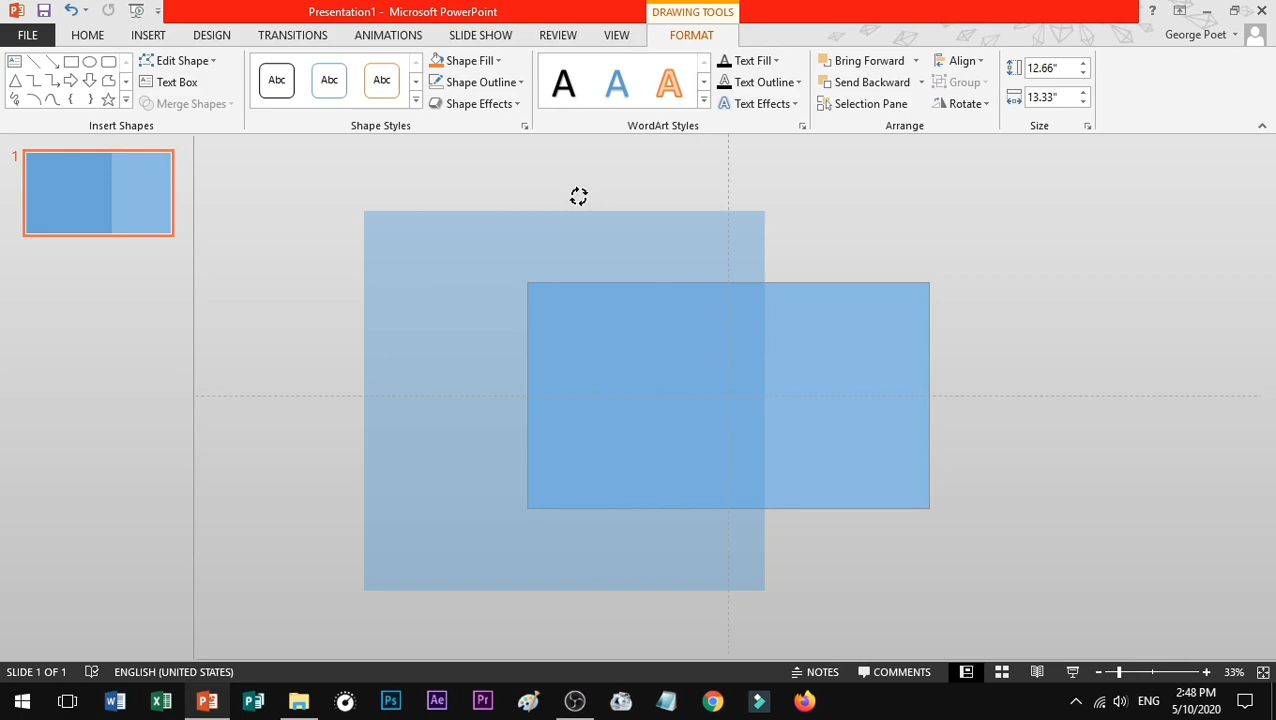 Presentation1 - Microsoft PowerPoint
DRAWING TOOLS
?
FILE HOME INSERT DESIGN TRANSITIONS ANIMATIONS SLIDE SHOW REVIEW VIEW FORMAT George Poet
Edit Shape
Text Box
Merge Shapes
Insert Shapes
Abc Abc Abc
Shape Fill
Shape Outline
Shape Effects
Shape Styles
A A A
Text Fill
Text Outline
Text Effects
WordArt Styles
Bring Forward
Send Backward
Selection Pane
Align
Group
Rotate
Arrange
12.66"
13.33"
Size
1
SLIDE 1 OF 1 ENGLISH (UNITED STATES) NOTES COMMENTS 33%
Ps Ae Pr ENG
2:48 PM
5/10/2020